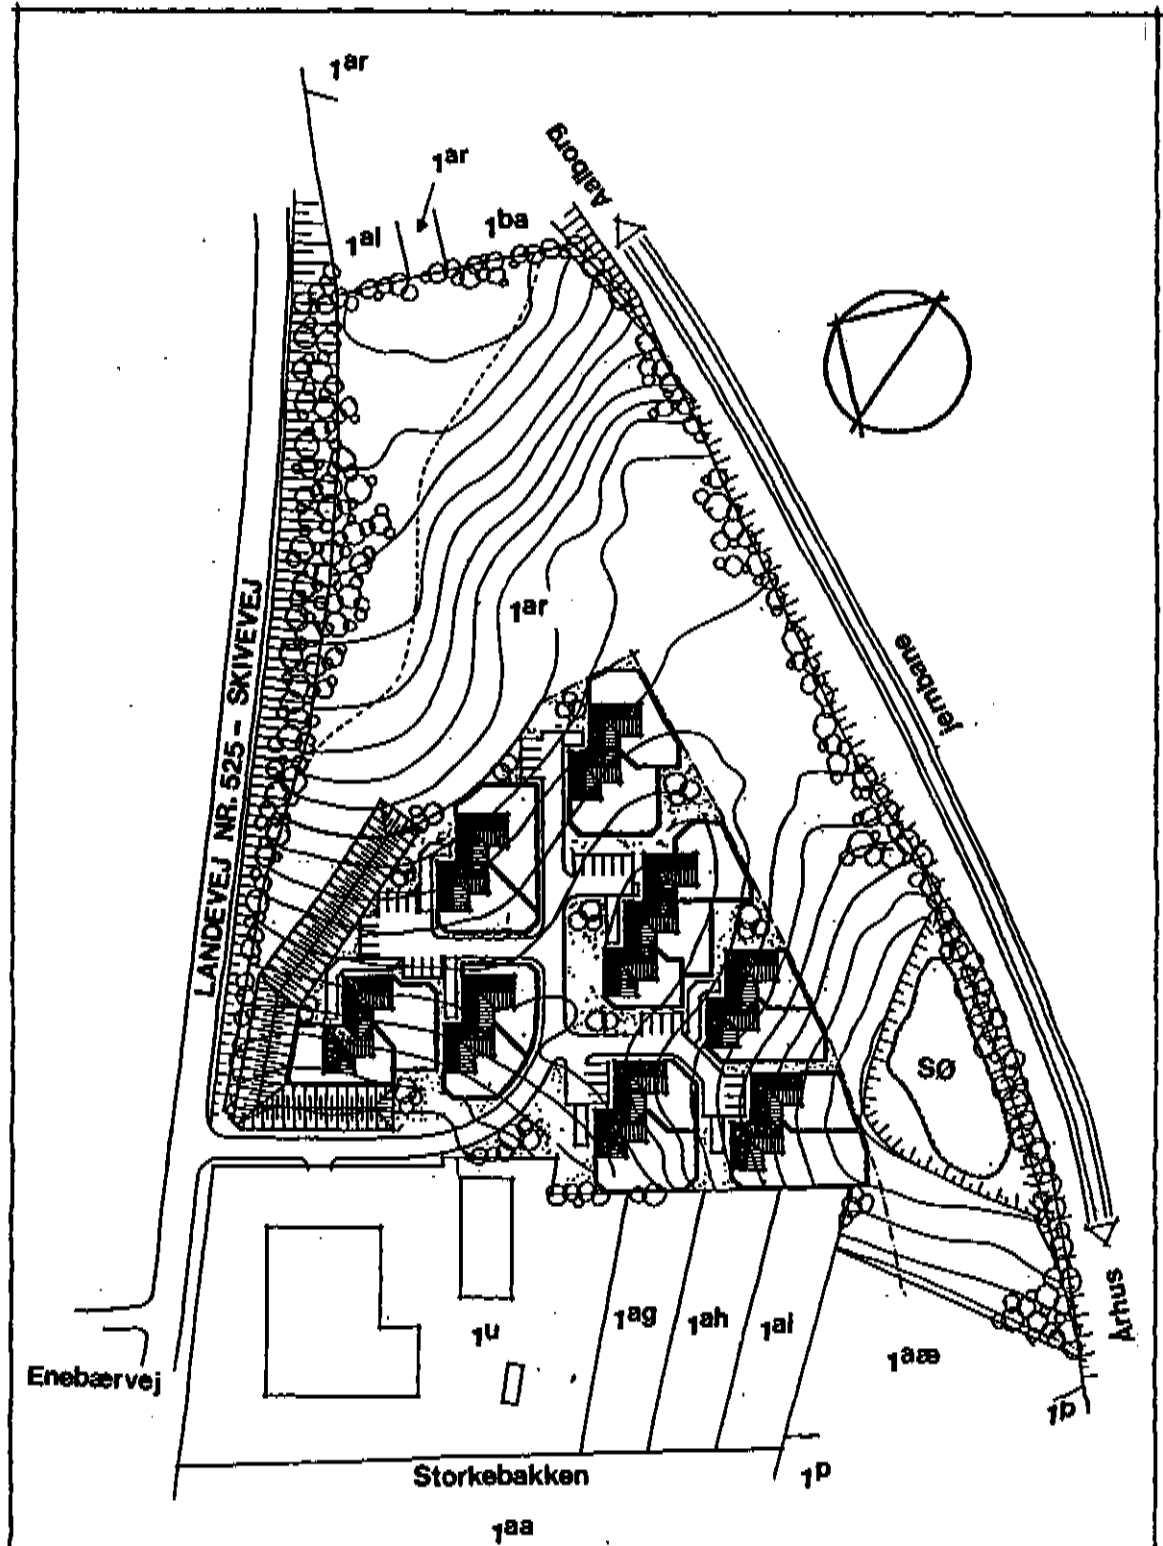 1ar
Aalborg
1ar
1al
1ba
LANDEVEJ NR. 525 - SKIVEVEJ
1ar
jernbane
SØ
1ag
1ah
1ai
1u
1aæ
Århus
Enebærvej
1b
Storkebakken
1p
1aa